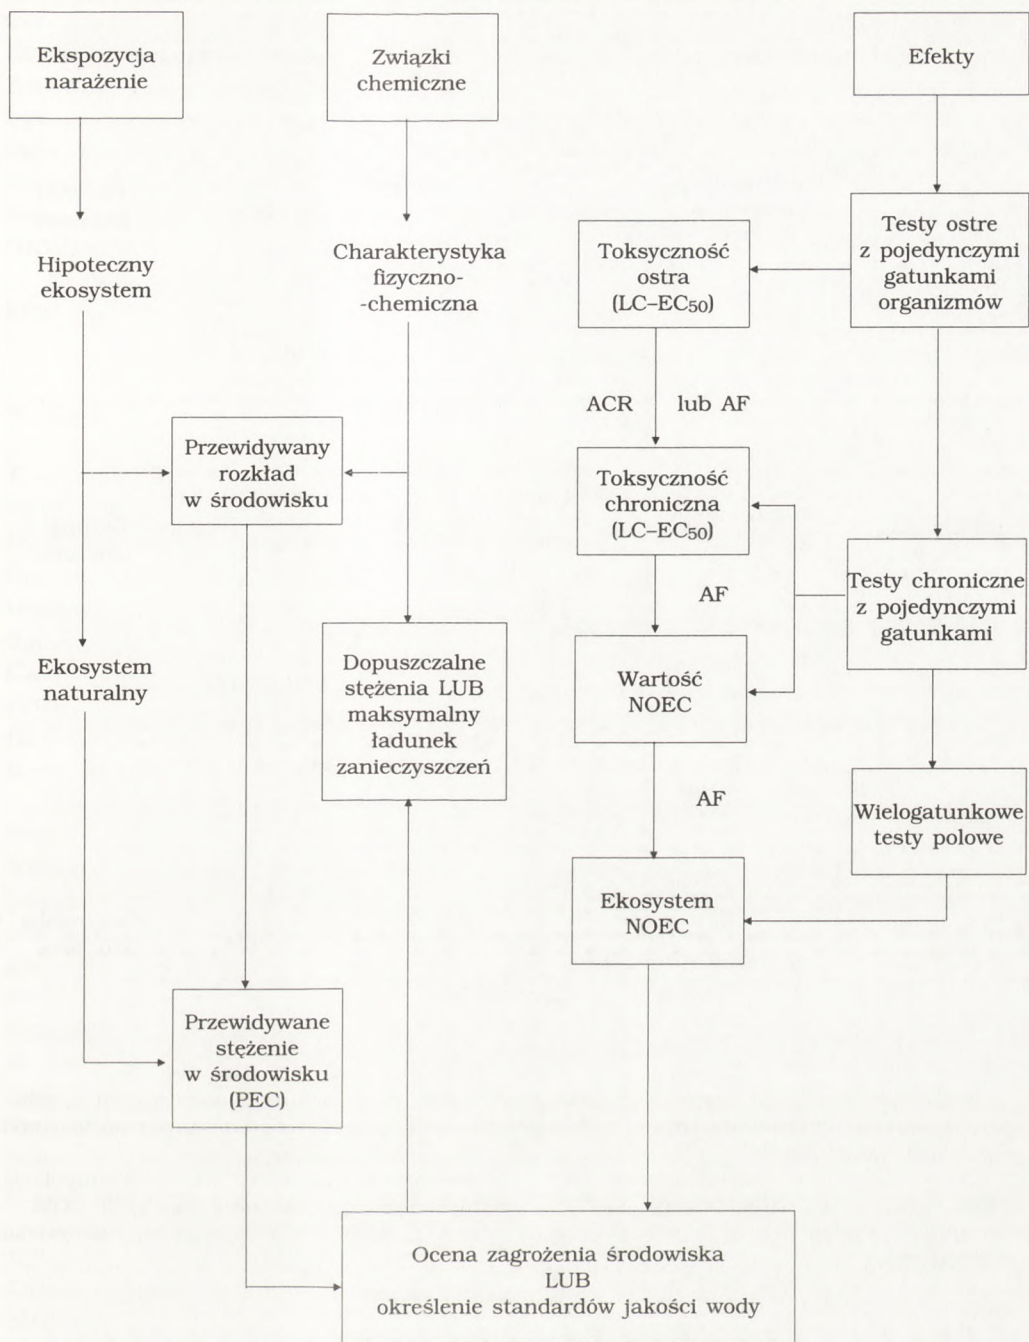 Ekspozycja
narażenie
Związki
chemiczne
Efekty
Hipoteczny
ekosystem
Charakterystyka
fizyczno-
-chemiczna
Toksyczność
ostra
(LC–EC50)
Testy ostre
z pojedynczymi
gatunkami
organizmów
ACR lub AF
Przewidywany
rozkład
w środowisku
Toksyczność
chroniczna
(LC–EC50)
AF
Testy chroniczne
z pojedynczymi
gatunkami
Ekosystem
naturalny
Dopuszczalne
stężenia LUB
maksymalny
ładunek
zanieczyszczeń
Wartość
NOEC
AF
Wielogatunkowe
testy polowe
Ekosystem
NOEC
Przewidywane
stężenie
w środowisku
(PEC)
Ocena zagrożenia środowiska
LUB
określenie standardów jakości wody